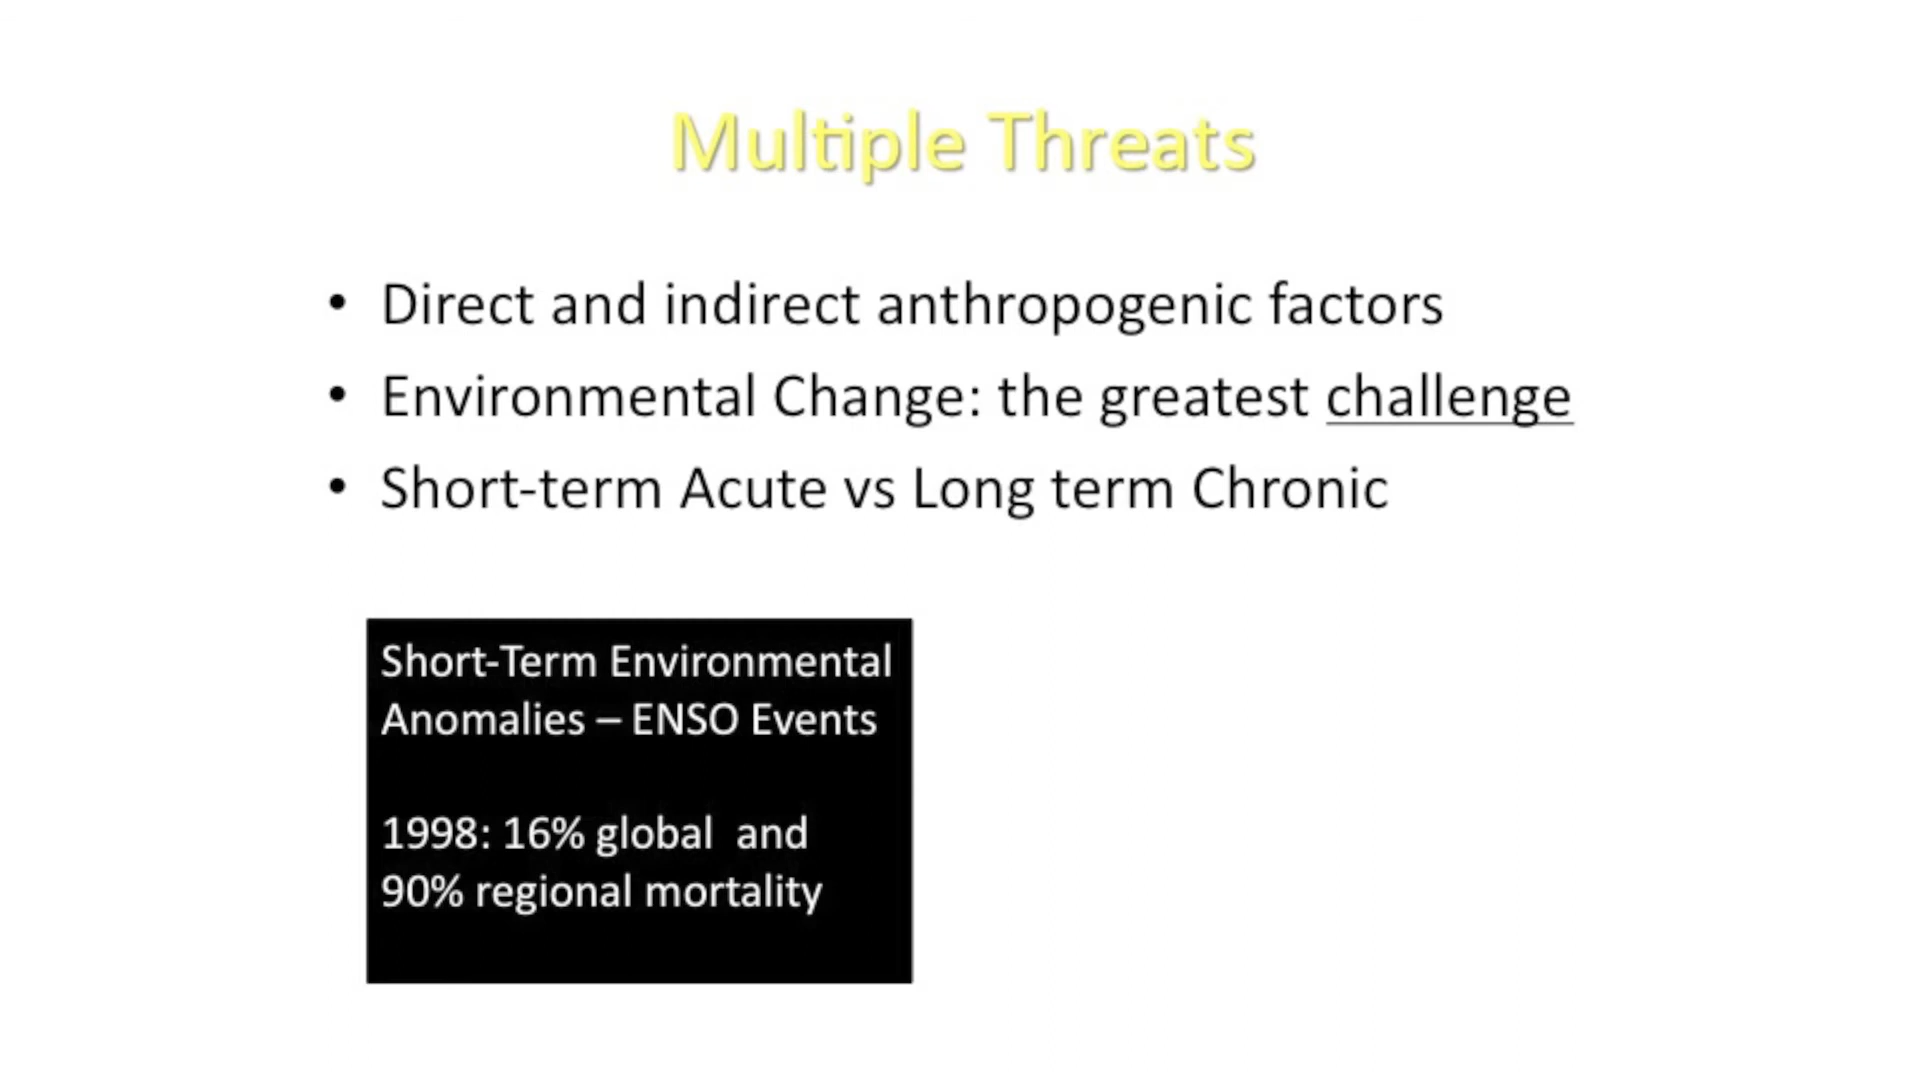 Multiple Threats
• Direct and indirect anthropogenic factors
• Environmental Change: the greatest challenge
• Short-term Acute vs Long term Chronic
Short-Term Environmental
Anomalies – ENSO Events
1998: 16% global and
90% regional mortality